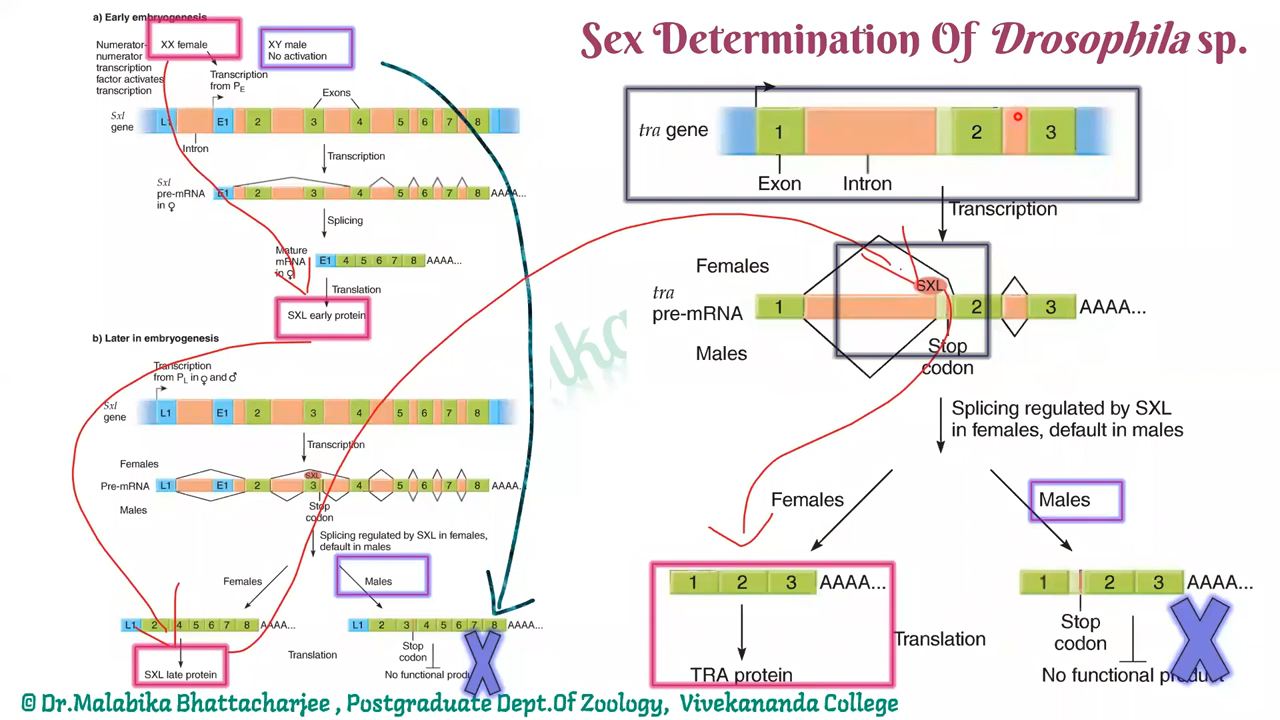 Sex Determination Of Drosophila sp.
a) Early embryogenesis
XX female
XY male
No activation
Numerator-
numerator
transcription
factor activates
transcription
Transcription
from PE
Exons
Sxl
gene
L1 E1 2 3 4 5 6 7 8
Intron
Transcription
Sxl
pre-mRNA
in ♀
E1 2 3 4 5 6 7 8 AAAA...
Splicing
Mature
mRNA
in ♀
E1 4 5 6 7 8 AAAA...
Translation
SXL early protein
b) Later in embryogenesis
Transcription
from PL in ♀ and ♂
Sxl
gene
L1 E1 2 3 4 5 6 7 8
Transcription
Females
SXL
Pre-mRNA
L1 E1 2 3 4 5 6 7 8 AAAA...
Males
Stop
codon
Splicing regulated by SXL in females,
default in males
Females
Males
L1 2 4 5 6 7 8 AAAA...
L1 2 3 4 5 6 7 8 AAAA...
Stop
codon
Translation
SXL late protein
No functional
tra gene
1 2 3
Exon
Intron
Transcription
Females
SXL
tra
pre-mRNA
1 2 3 AAAA...
Males
Stop
codon
Splicing regulated by SXL
in females, default in males
Females
Males
1 2 3 AAAA...
1 2 3 AAAA...
Stop
codon
Translation
TRA protein
No functional product
© Dr.Malabika Bhattacharjee , Postgraduate Dept.Of Zoology, Vivekananda College